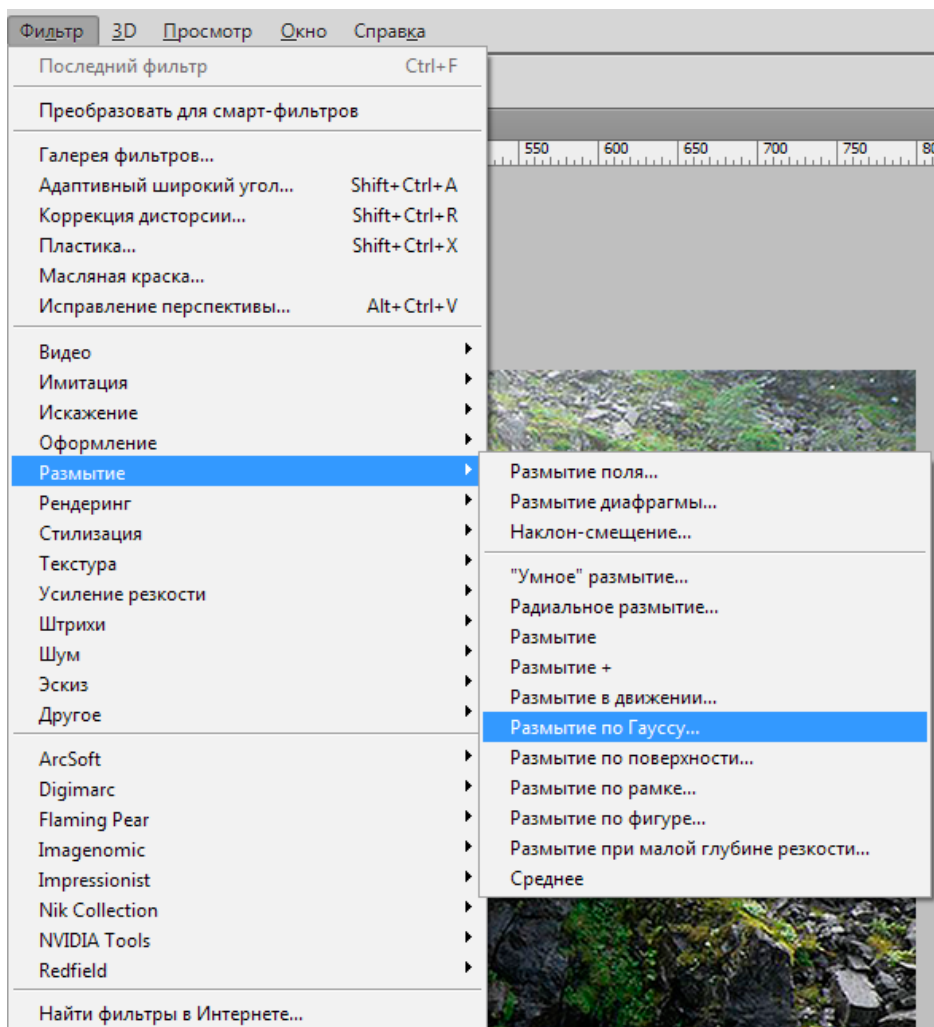 Фильтр 3D Просмотр Окно Справка
Последний фильтр Ctrl+F
Преобразовать для смарт-фильтров
Галерея фильтров...
Адаптивный широкий угол... Shift+Ctrl+A
Коррекция дисторсии... Shift+Ctrl+R
Пластика... Shift+Ctrl+X
Масляная краска...
Исправление перспективы... Alt+Ctrl+V
Видео
Имитация
Искажение
Оформление
Размытие
Рендеринг
Стилизация
Текстура
Усиление резкости
Штрихи
Шум
Эскиз
Другое
ArcSoft
Digimarc
Flaming Pear
Imagenomic
Impressionist
Nik Collection
NVIDIA Tools
Redfield
Найти фильтры в Интернете...
550 600 650 700 750
Размытие поля...
Размытие диафрагмы...
Наклон-смещение...
"Умное" размытие...
Радиальное размытие...
Размытие
Размытие +
Размытие в движении...
Размытие по Гауссу...
Размытие по поверхности...
Размытие по рамке...
Размытие по фигуре...
Размытие при малой глубине резкости...
Среднее